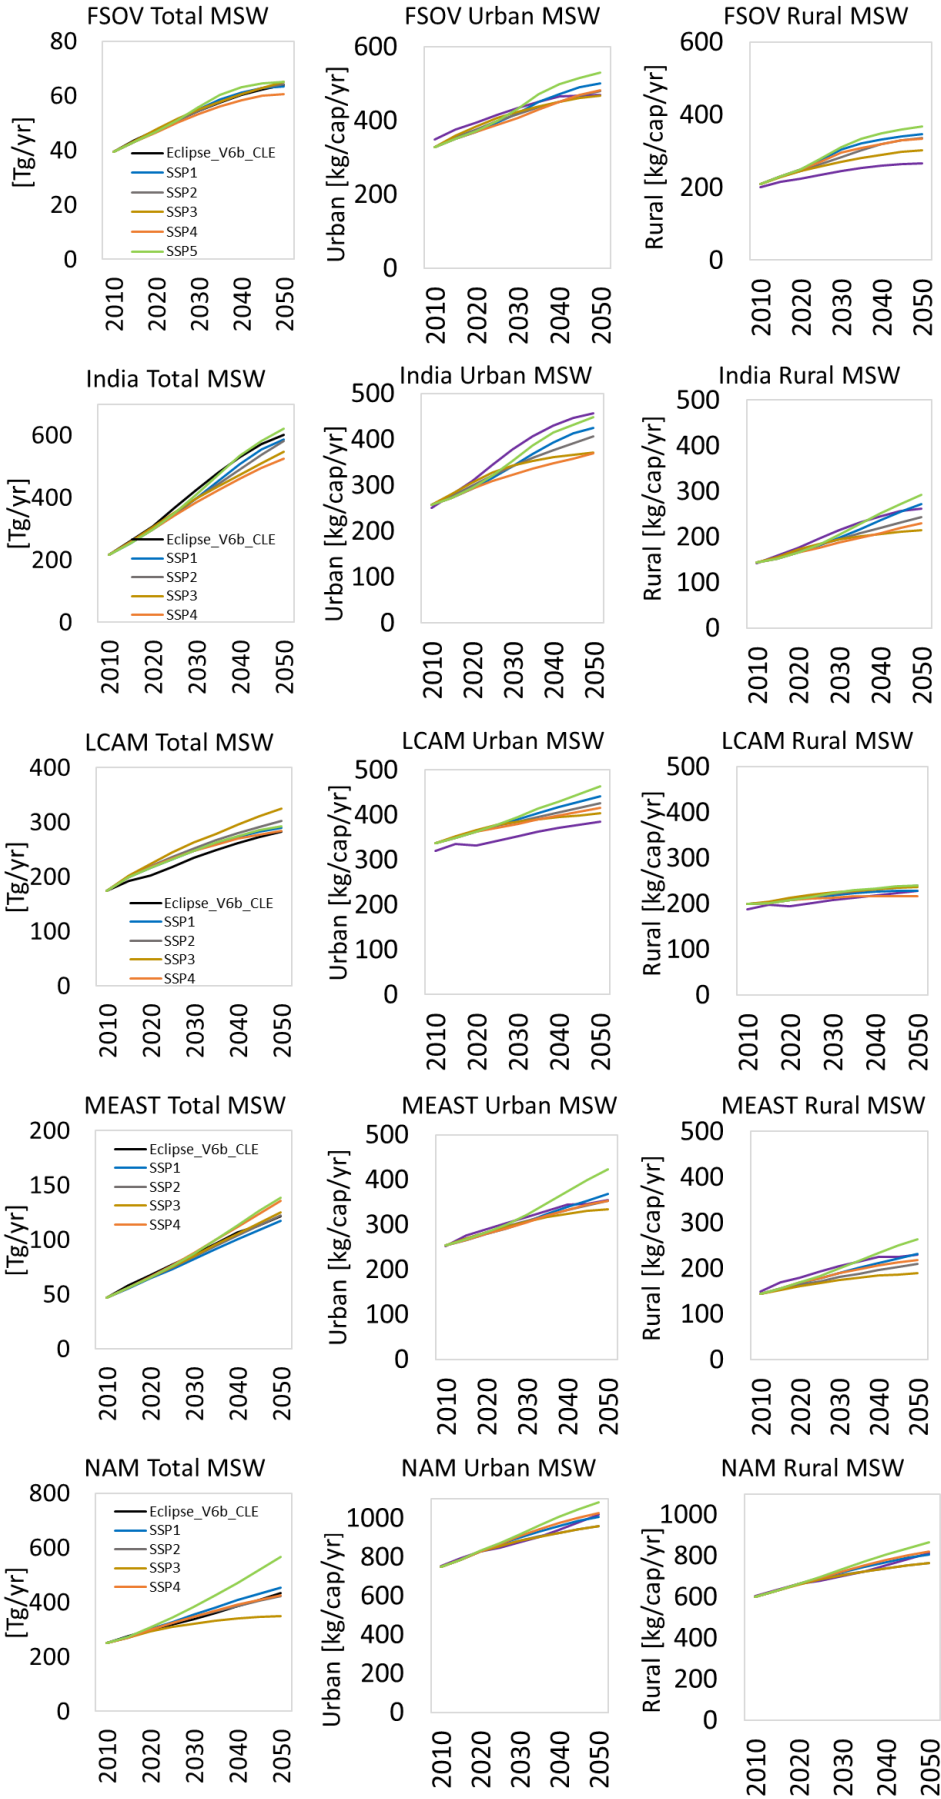 FSOV Total MSW
[Tg/yr]
80
60
40
20
0
Eclipse_V6b_CLE
SSP1
SSP2
SSP3
SSP4
SSP5
2010
2020
2030
2040
2050
FSOV Urban MSW
Urban [kg/cap/yr]
600
400
200
0
2010
2020
2030
2040
2050
FSOV Rural MSW
Rural [kg/cap/yr]
600
400
200
0
2010
2020
2030
2040
2050
India Total MSW
[Tg/yr]
600
400
200
0
Eclipse_V6b_CLE
SSP1
SSP2
SSP3
SSP4
2010
2020
2030
2040
2050
India Urban MSW
Urban [kg/cap/yr]
500
400
300
200
100
0
2010
2020
2030
2040
2050
India Rural MSW
Rural [kg/cap/yr]
500
400
300
200
100
0
2010
2020
2030
2040
2050
LCAM Total MSW
[Tg/yr]
400
300
200
100
0
Eclipse_V6b_CLE
SSP1
SSP2
SSP3
SSP4
2010
2020
2030
2040
2050
LCAM Urban MSW
Urban [kg/cap/yr]
500
400
300
200
100
0
2010
2020
2030
2040
2050
LCAM Rural MSW
Rural [kg/cap/yr]
500
400
300
200
100
0
2010
2020
2030
2040
2050
MEAST Total MSW
[Tg/yr]
200
150
100
50
0
Eclipse_V6b_CLE
SSP1
SSP2
SSP3
SSP4
2010
2020
2030
2040
2050
MEAST Urban MSW
Urban [kg/cap/yr]
500
400
300
200
100
0
2010
2020
2030
2040
2050
MEAST Rural MSW
Rural [kg/cap/yr]
500
400
300
200
100
0
2010
2020
2030
2040
2050
NAM Total MSW
[Tg/yr]
800
600
400
200
0
Eclipse_V6b_CLE
SSP1
SSP2
SSP3
SSP4
2010
2020
2030
2040
2050
NAM Urban MSW
Urban [kg/cap/yr]
1000
800
600
400
200
0
2010
2020
2030
2040
2050
NAM Rural MSW
Rural [kg/cap/yr]
1000
800
600
400
200
0
2010
2020
2030
2040
2050